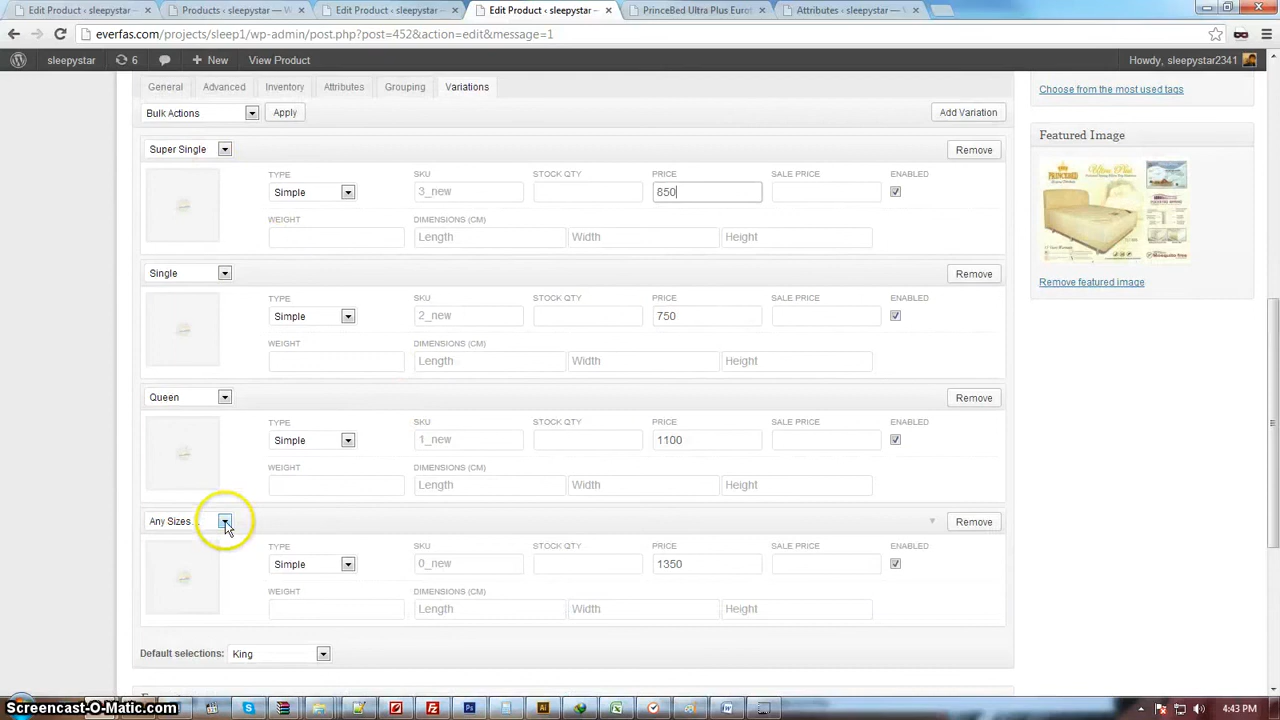 Edit Product ‹ sleepystar —
Products ‹ sleepystar — W
Edit Product ‹ sleepystar —
Edit Product ‹ sleepystar —
PrinceBed Ultra Plus Eurot
Attributes ‹ sleepystar — W
everfas.com/projects/sleep1/wp-admin/post.php?post=452&action=edit&message=1
sleepystar
6
New
View Product
Howdy, sleepystar2341
General
Advanced
Inventory
Attributes
Grouping
Variations
Choose from the most used tags
Bulk Actions
Apply
Add Variation
Featured Image
Super Single
Remove
TYPE
SKU
STOCK QTY
PRICE
SALE PRICE
ENABLED
Simple
3_new
850
WEIGHT
DIMENSIONS (CM)
Length
Width
Height
Remove featured image
Single
Remove
TYPE
SKU
STOCK QTY
PRICE
SALE PRICE
ENABLED
Simple
2_new
750
WEIGHT
DIMENSIONS (CM)
Length
Width
Height
Queen
Remove
TYPE
SKU
STOCK QTY
PRICE
SALE PRICE
ENABLED
Simple
1_new
1100
WEIGHT
DIMENSIONS (CM)
Length
Width
Height
Any Sizes...
Remove
TYPE
SKU
STOCK QTY
PRICE
SALE PRICE
ENABLED
Simple
0_new
1350
WEIGHT
DIMENSIONS (CM)
Length
Width
Height
Default selections:
King
Screencast-O-Matic.com
4:43 PM